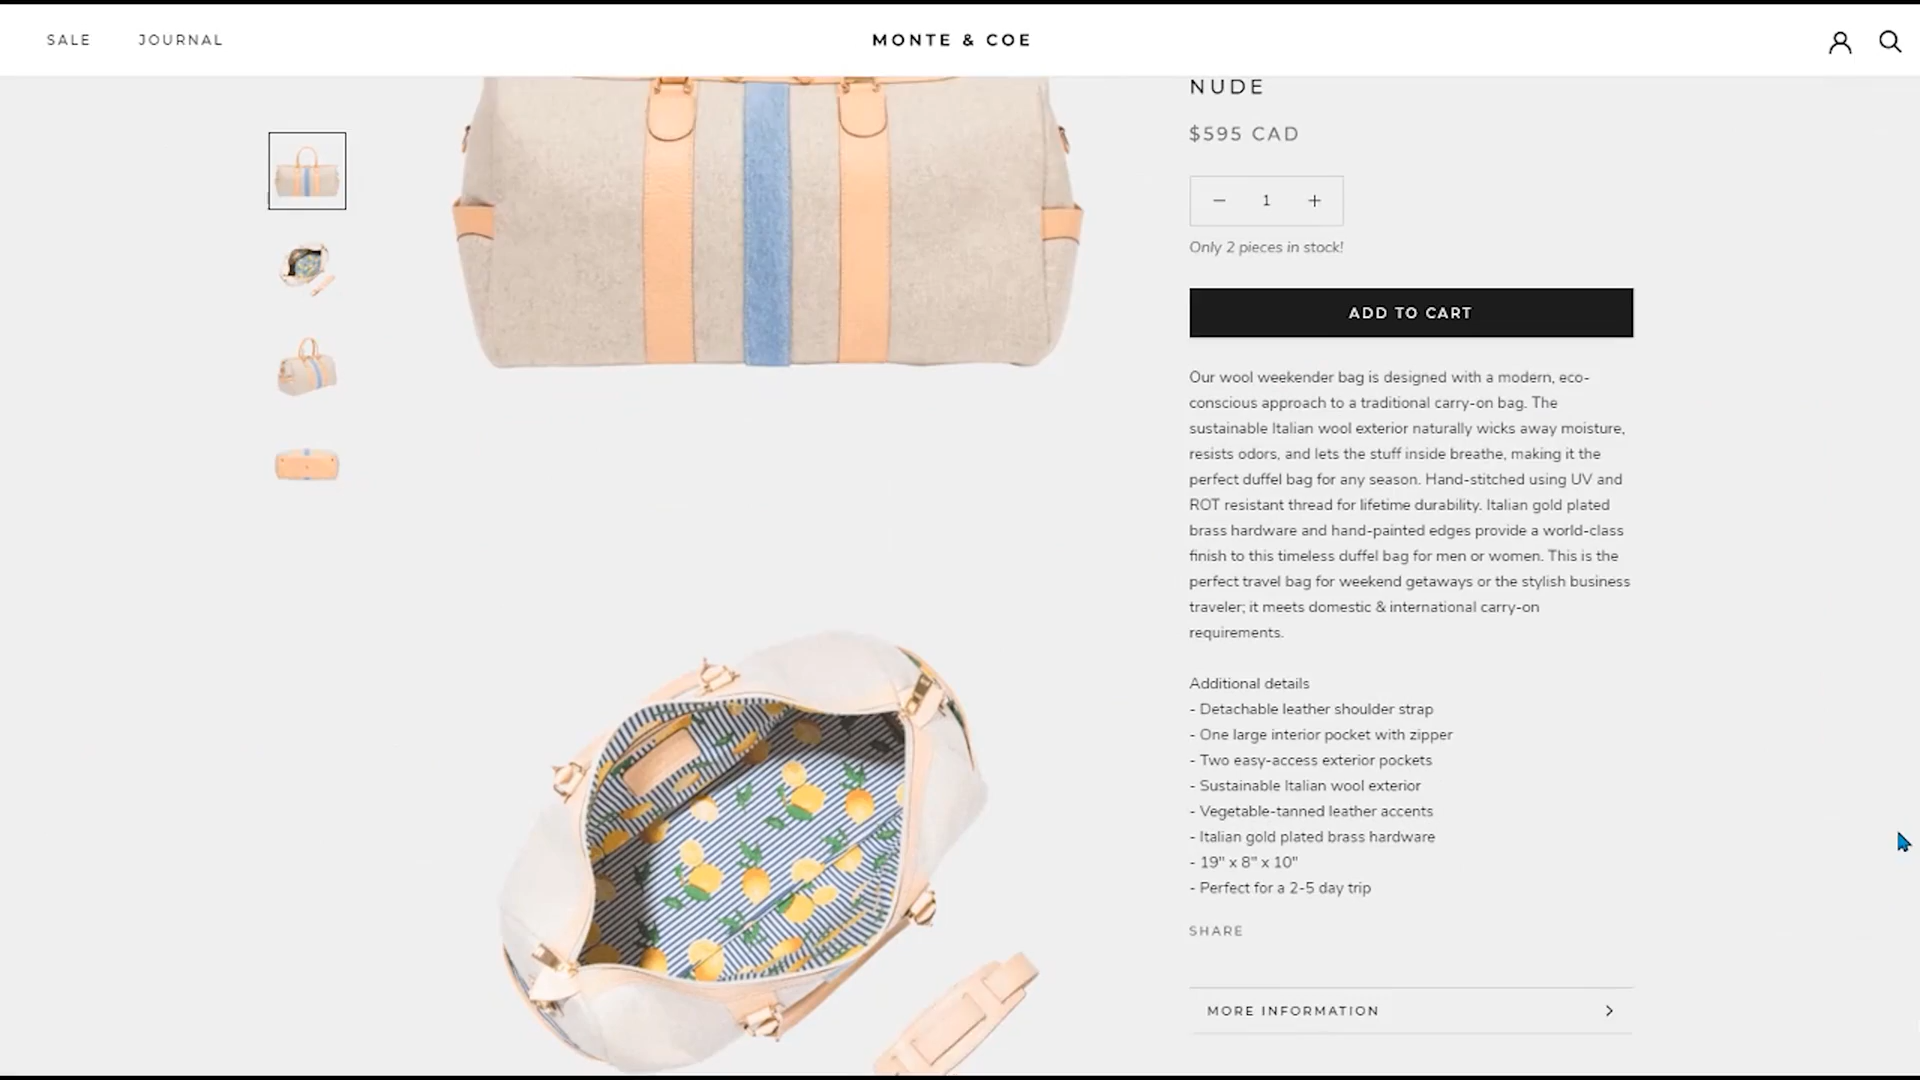 SALE JOURNAL MONTE & COE
NUDE
$595 CAD
− 1 +
Only 2 pieces in stock!
ADD TO CART
Our wool weekender bag is designed with a modern, eco-
conscious approach to a traditional carry-on bag. The
sustainable Italian wool exterior naturally wicks away moisture,
resists odors, and lets the stuff inside breathe, making it the
perfect duffel bag for any season. Hand-stitched using UV and
ROT resistant thread for lifetime durability. Italian gold plated
brass hardware and hand-painted edges provide a world-class
finish to this timeless duffel bag for men or women. This is the
perfect travel bag for weekend getaways or the stylish business
traveler; it meets domestic & international carry-on
requirements.
Additional details
- Detachable leather shoulder strap
- One large interior pocket with zipper
- Two easy-access exterior pockets
- Sustainable Italian wool exterior
- Vegetable-tanned leather accents
- Italian gold plated brass hardware
- 19" x 8" x 10"
- Perfect for a 2-5 day trip
SHARE
MORE INFORMATION